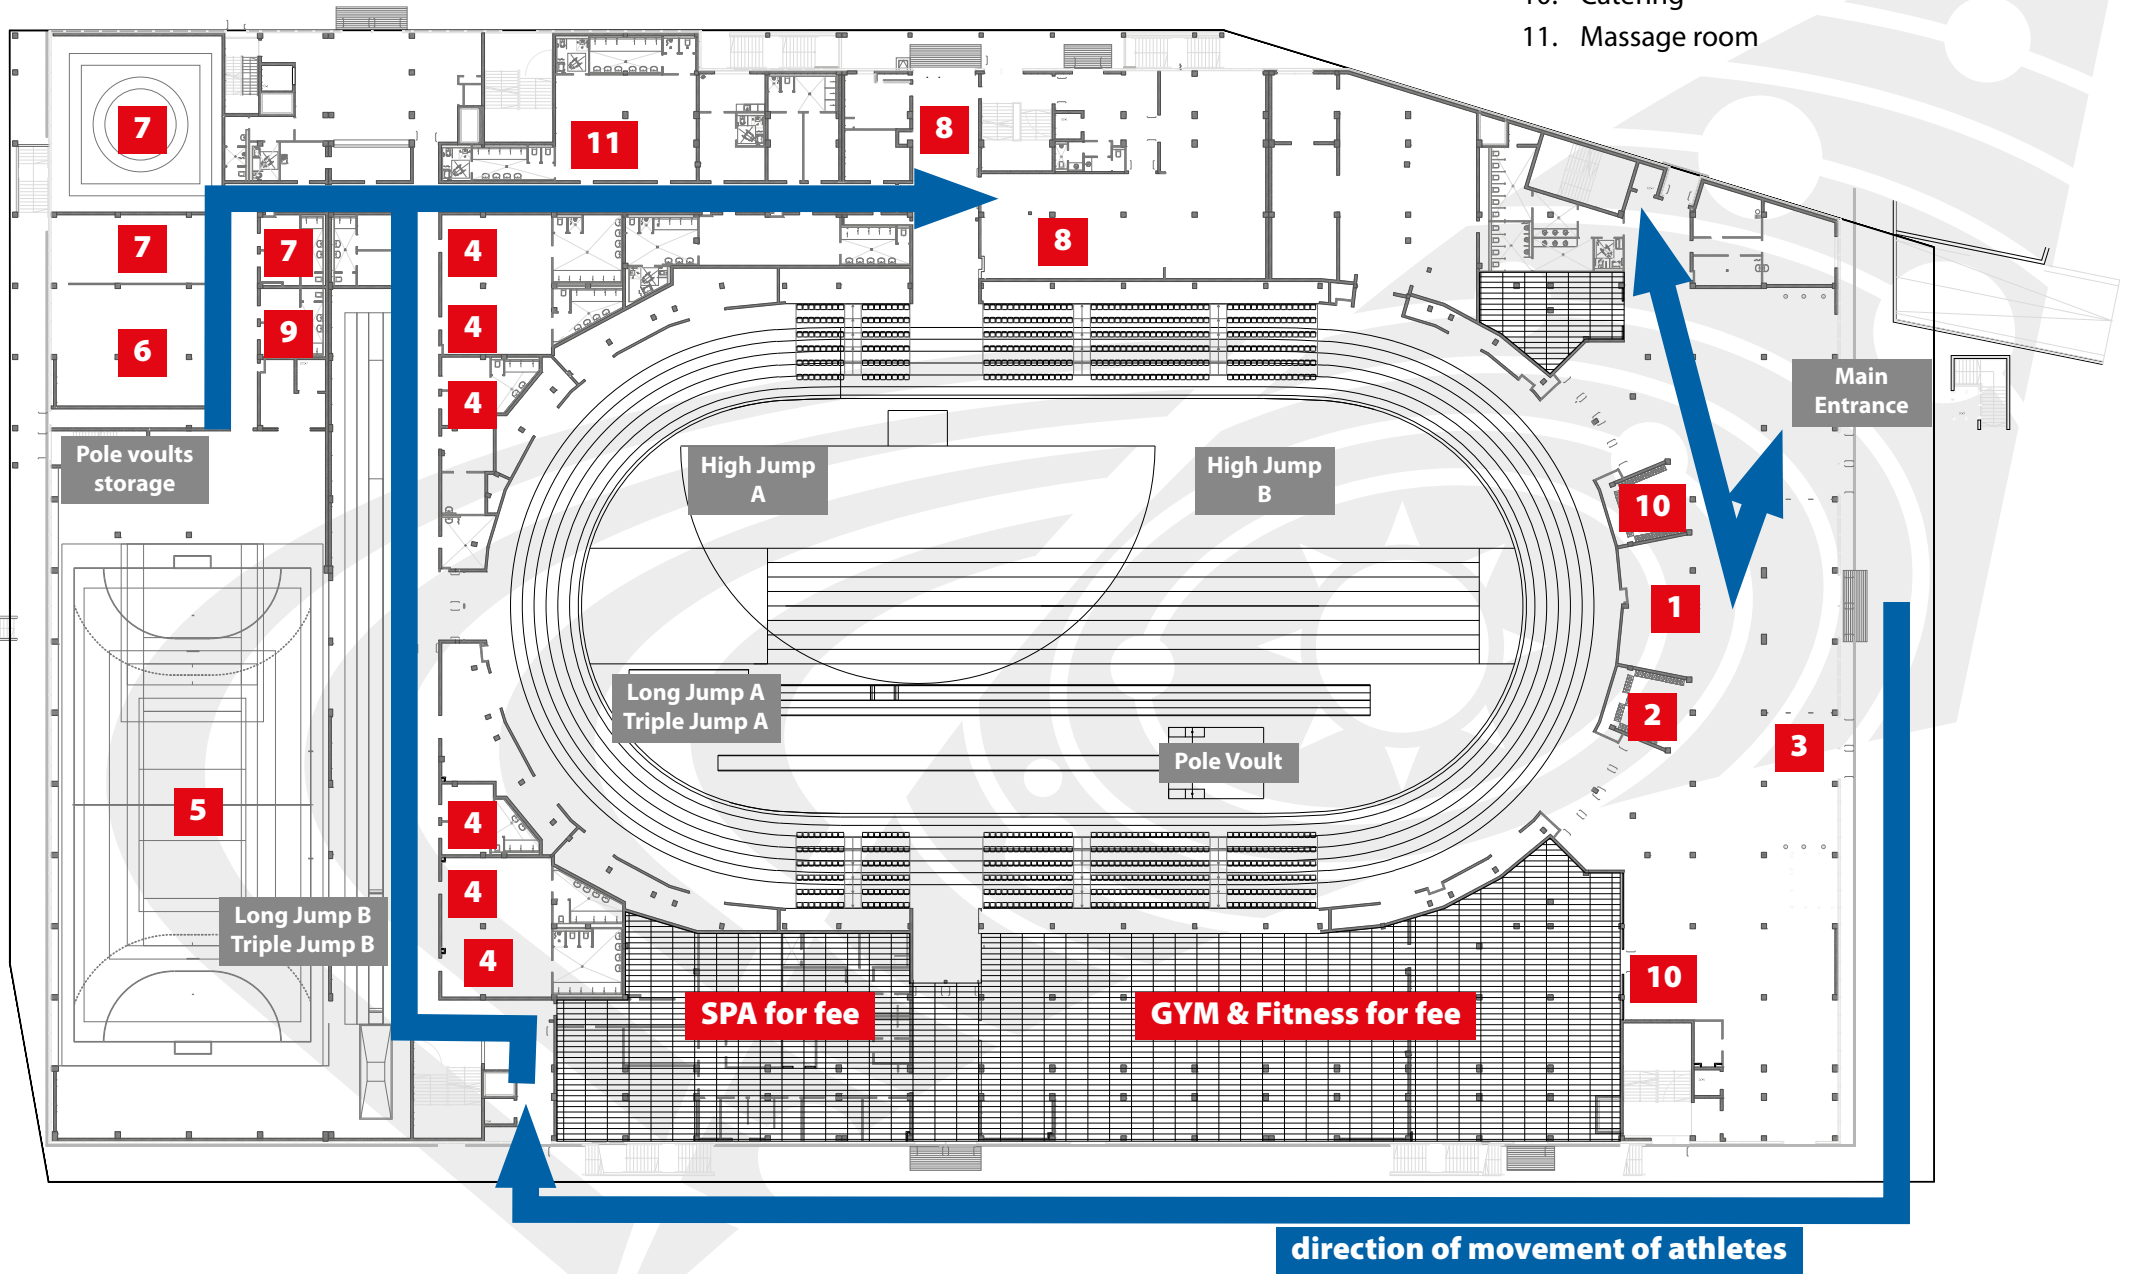 10. Catering
11. Massage room
7
11
8
7
7
4
8
9
4
6
4
Main
Entrance
Pole voults
storage
High Jump
A
High Jump
B
10
1
Long Jump A
Triple Jump A
2
3
Pole Voult
5
4
4
Long Jump B
Triple Jump B
4
10
SPA for fee
GYM & Fitness for fee
direction of movement of athletes